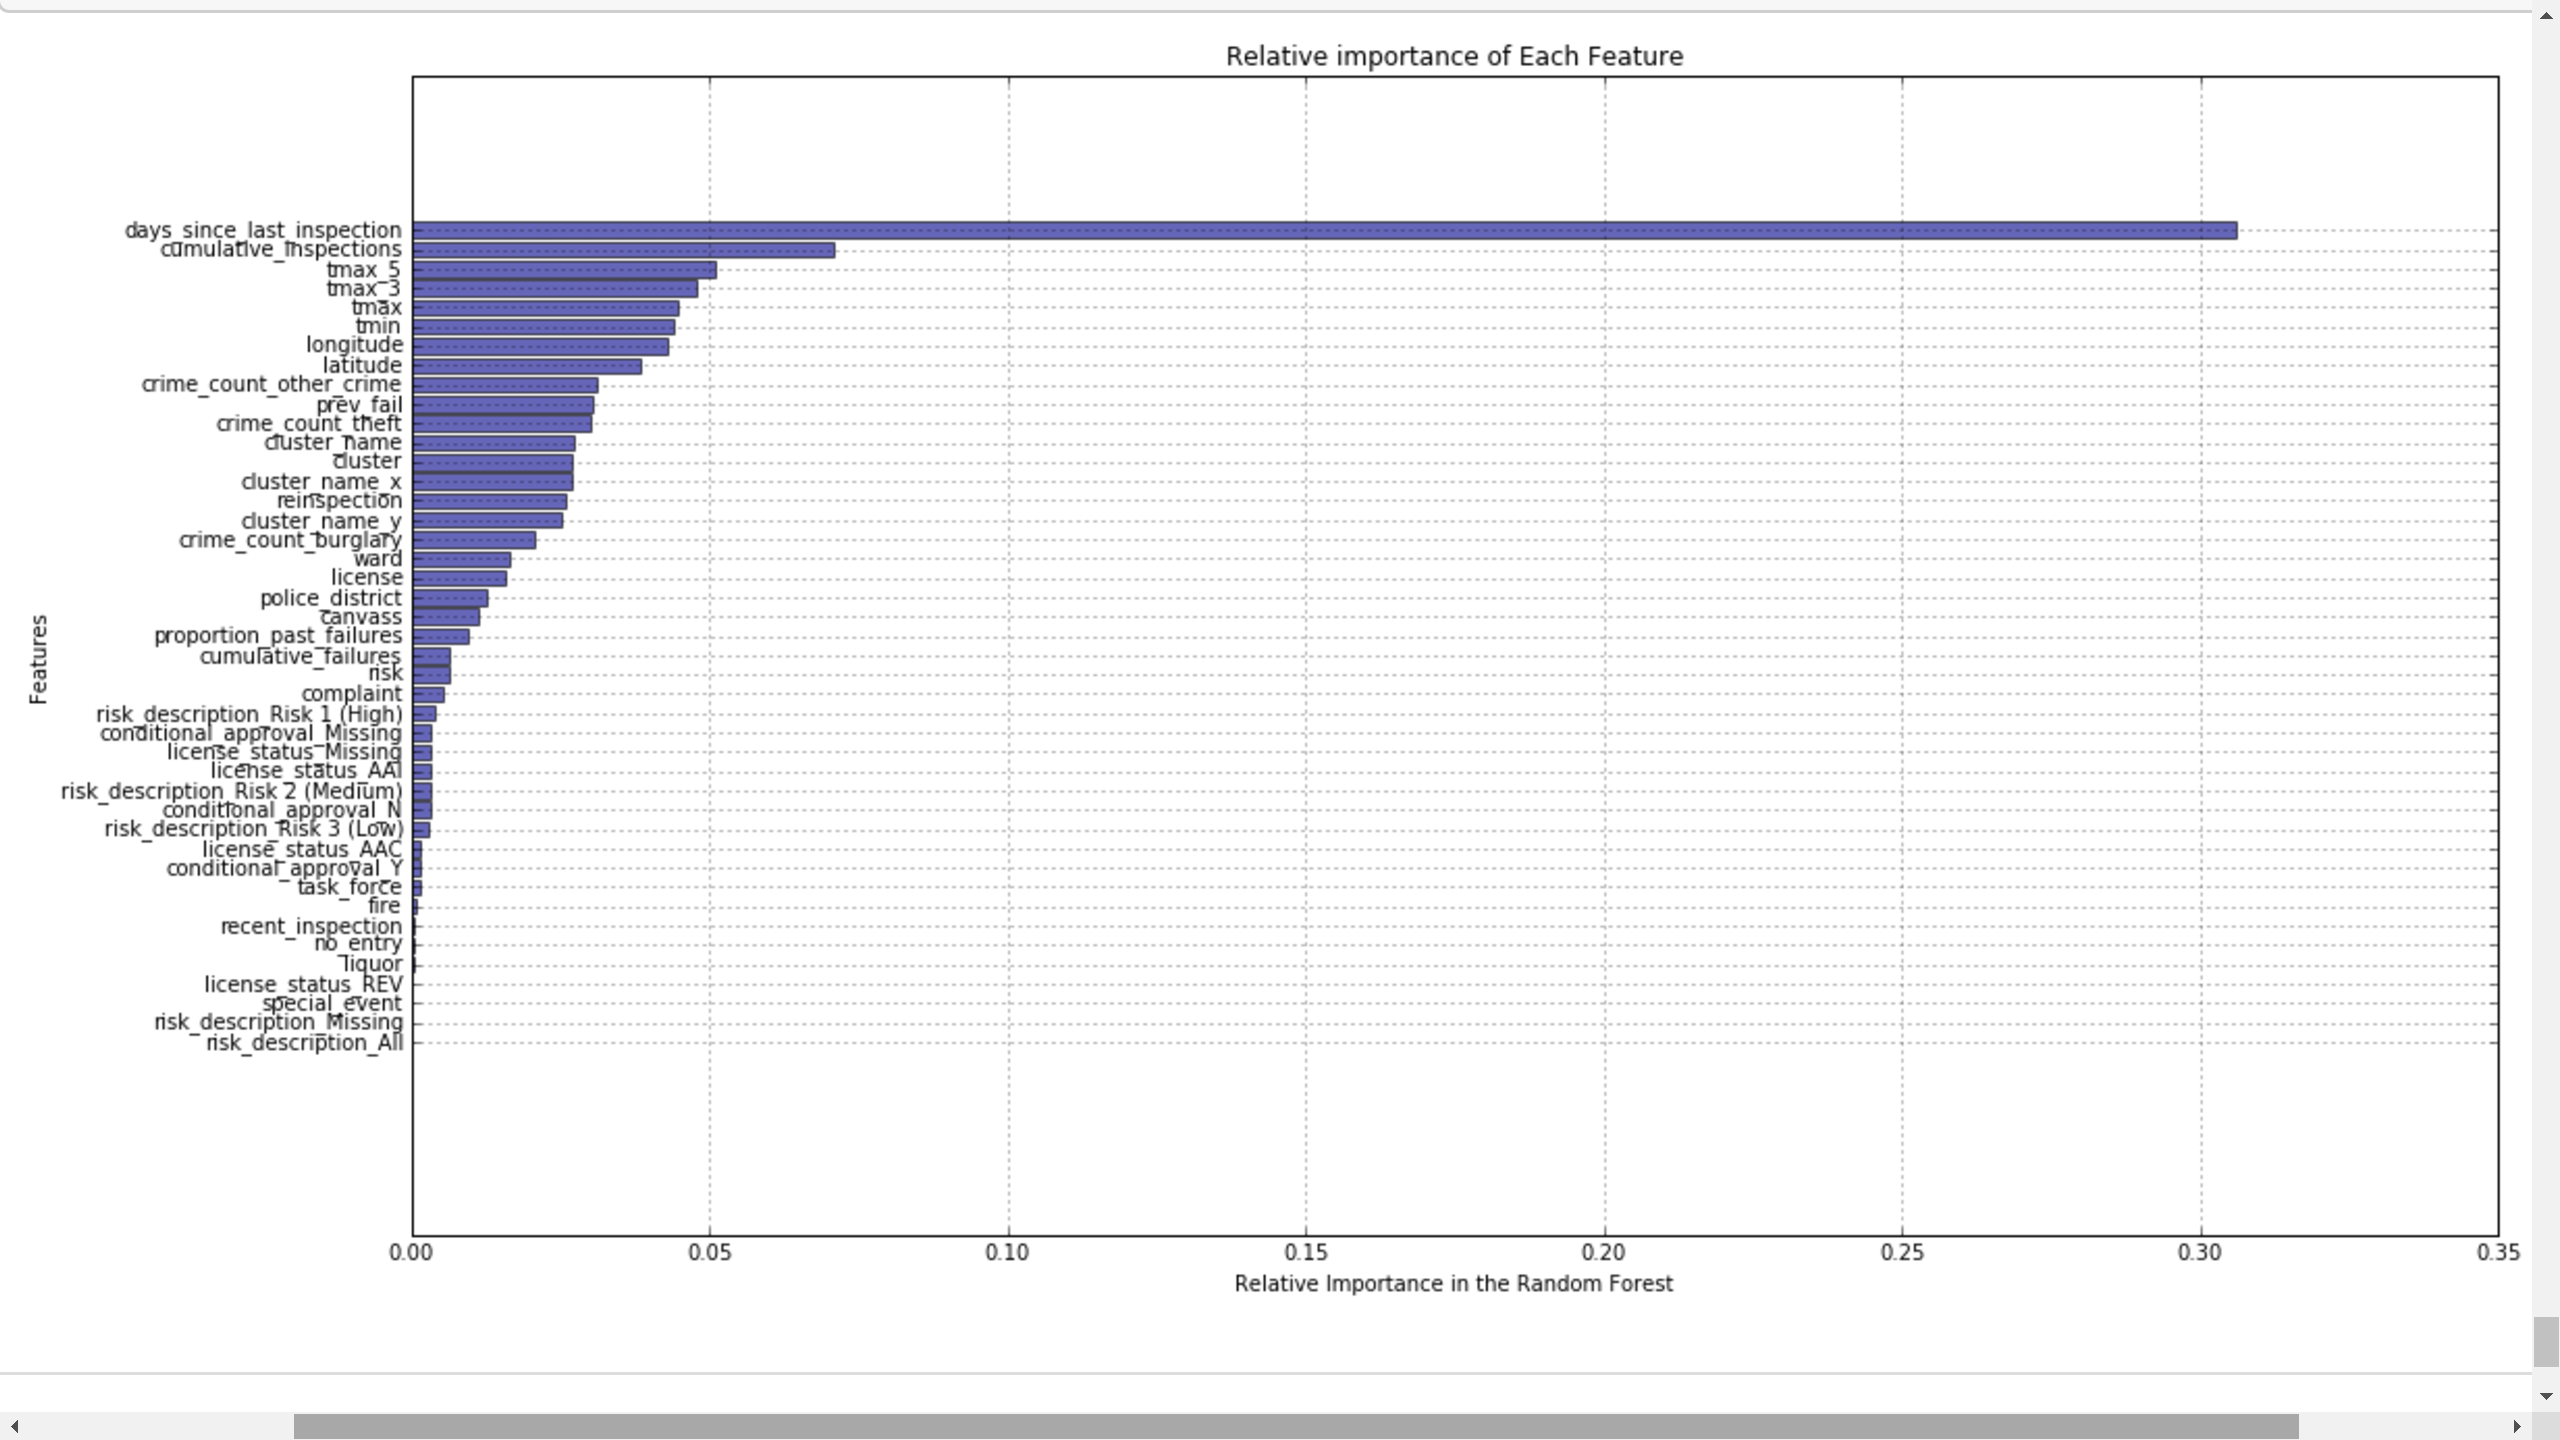 Relative importance of Each Feature
days_since_last_inspection
cumulative_inspections
tmax_5
tmax_3
tmax
tmin
longitude
latitude
crime_count_other_crime
prev_fail
crime_count_theft
cluster_name
cluster
cluster_name_x
reinspection
cluster_name_y
crime_count_burglary
ward
license
police_district
canvass
proportion_past_failures
cumulative_failures
risk
complaint
risk_description_Risk 1 (High)
conditional_approval_Missing
license_status_Missing
license_status_AAI
risk_description_Risk 2 (Medium)
conditional_approval_N
risk_description_Risk 3 (Low)
license_status_AAC
conditional_approval_Y
task_force
fire
recent_inspection
no_entry
liquor
license_status_REV
special_event
risk_description_Missing
risk_description_All
Features
0.00 0.05 0.10 0.15 0.20 0.25 0.30 0.35
Relative Importance in the Random Forest